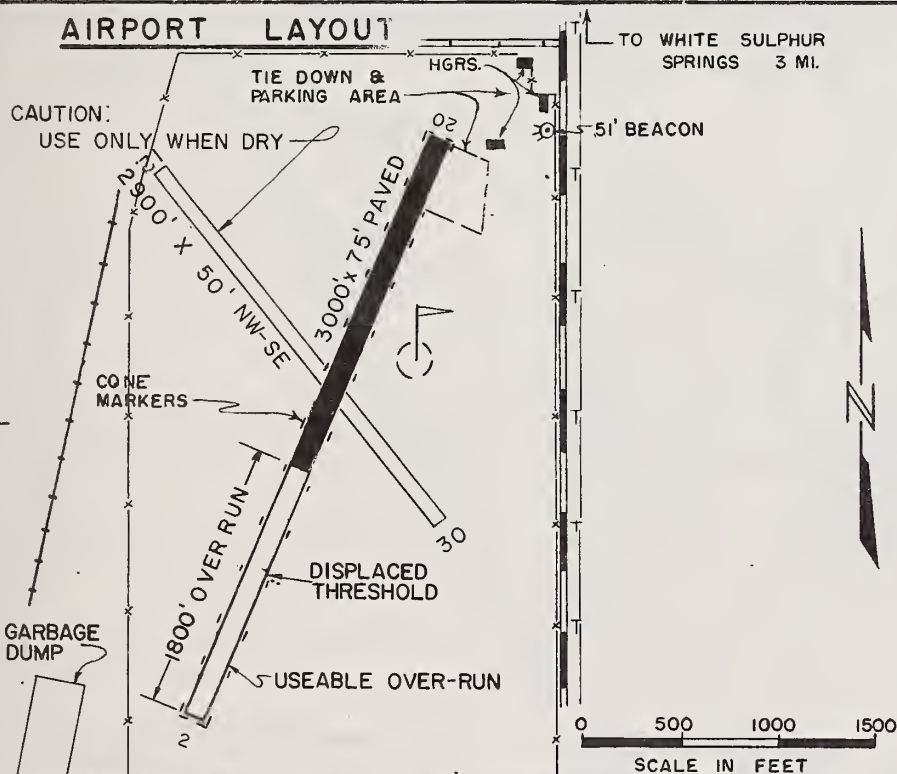 AIRPORT LAYOUT
TO WHITE SULPHUR
SPRINGS 3 MI.
HGRS.
TIE DOWN &
PARKING AREA
CAUTION:
USE ONLY WHEN DRY
51' BEACON
20
12
2900' X 50' NW-SE
3000' x 75' PAVED
CONE
MARKERS
N
30
1800' OVER RUN
DISPLACED
THRESHOLD
GARBAGE
DUMP
USEABLE OVER-RUN
2
T
T
T
T
T
T
0 500 1000 1500
SCALE IN FEET